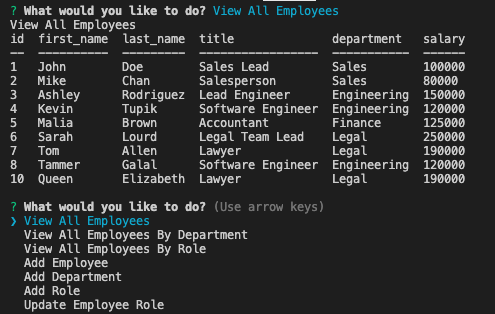 ? What would you like to do? View All Employees
View All Employees
id  first_name  last_name  title              department   salary
──  ──────────  ─────────  ─────────────────  ───────────  ──────
1   John        Doe        Sales Lead         Sales        100000
2   Mike        Chan       Salesperson        Sales        80000
3   Ashley      Rodriguez  Lead Engineer      Engineering  150000
4   Kevin       Tupik      Software Engineer  Engineering  120000
5   Malia       Brown      Accountant         Finance      125000
6   Sarah       Lourd      Legal Team Lead    Legal        250000
7   Tom         Allen      Lawyer             Legal        190000
8   Tammer      Galal      Software Engineer  Engineering  120000
10  Queen       Elizabeth  Lawyer             Legal        190000
? What would you like to do? (Use arrow keys)
❯ View All Employees
View All Employees By Department
View All Employees By Role
Add Employee
Add Department
Add Role
Update Employee Role